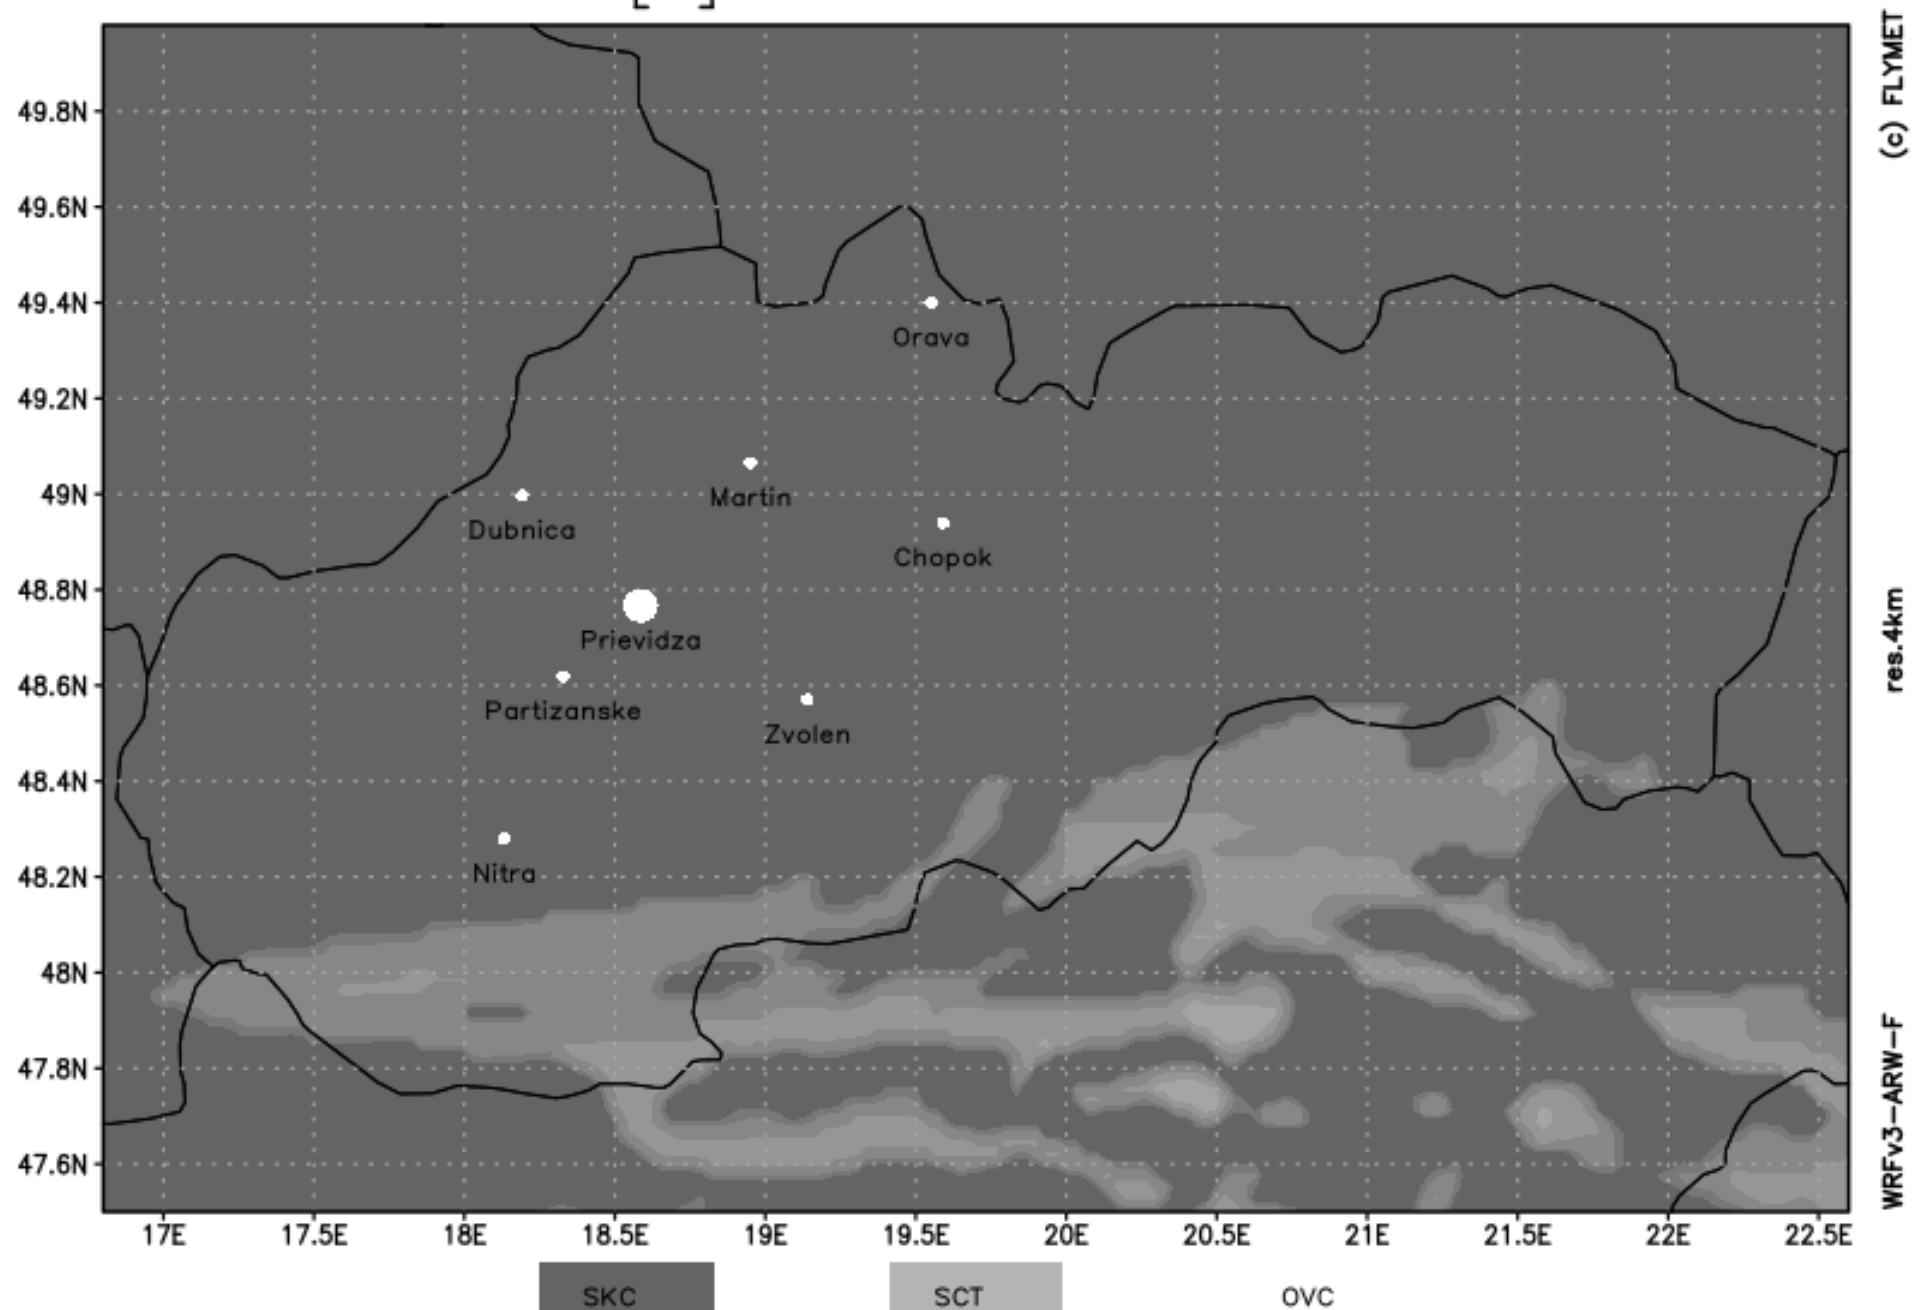 49.8N
49.6N
49.4N
49.2N
49N
48.8N
48.6N
48.4N
48.2N
48N
47.8N
47.6N
Orava
Martin
Dubnica
Chopok
Prievidza
Partizanske
Zvolen
Nitra
17E 17.5E 18E 18.5E 19E 19.5E 20E 20.5E 21E 21.5E 22E 22.5E
SKC SCT OVC
(c) FLYMET
res.4km
WRFv3-ARW-F